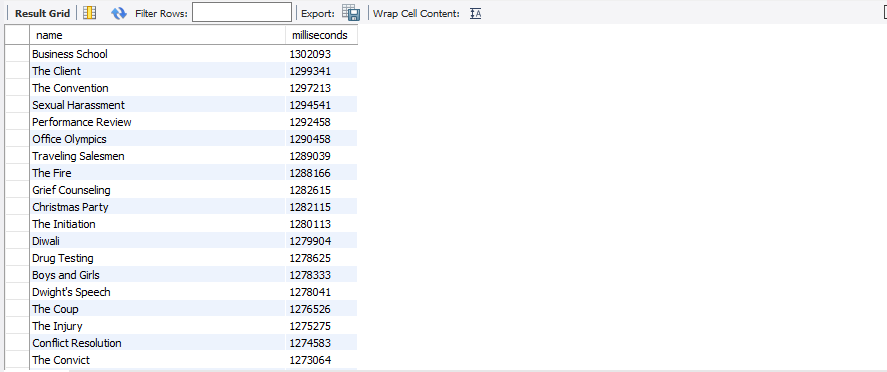 Result Grid Filter Rows: Export: Wrap Cell Content: IA
name milliseconds
Business School 1302093
The Client 1299341
The Convention 1297213
Sexual Harassment 1294541
Performance Review 1292458
Office Olympics 1290458
Traveling Salesmen 1289039
The Fire 1288166
Grief Counseling 1282615
Christmas Party 1282115
The Initiation 1280113
Diwali 1279904
Drug Testing 1278625
Boys and Girls 1278333
Dwight's Speech 1278041
The Coup 1276526
The Injury 1275275
Conflict Resolution 1274583
The Convict 1273064